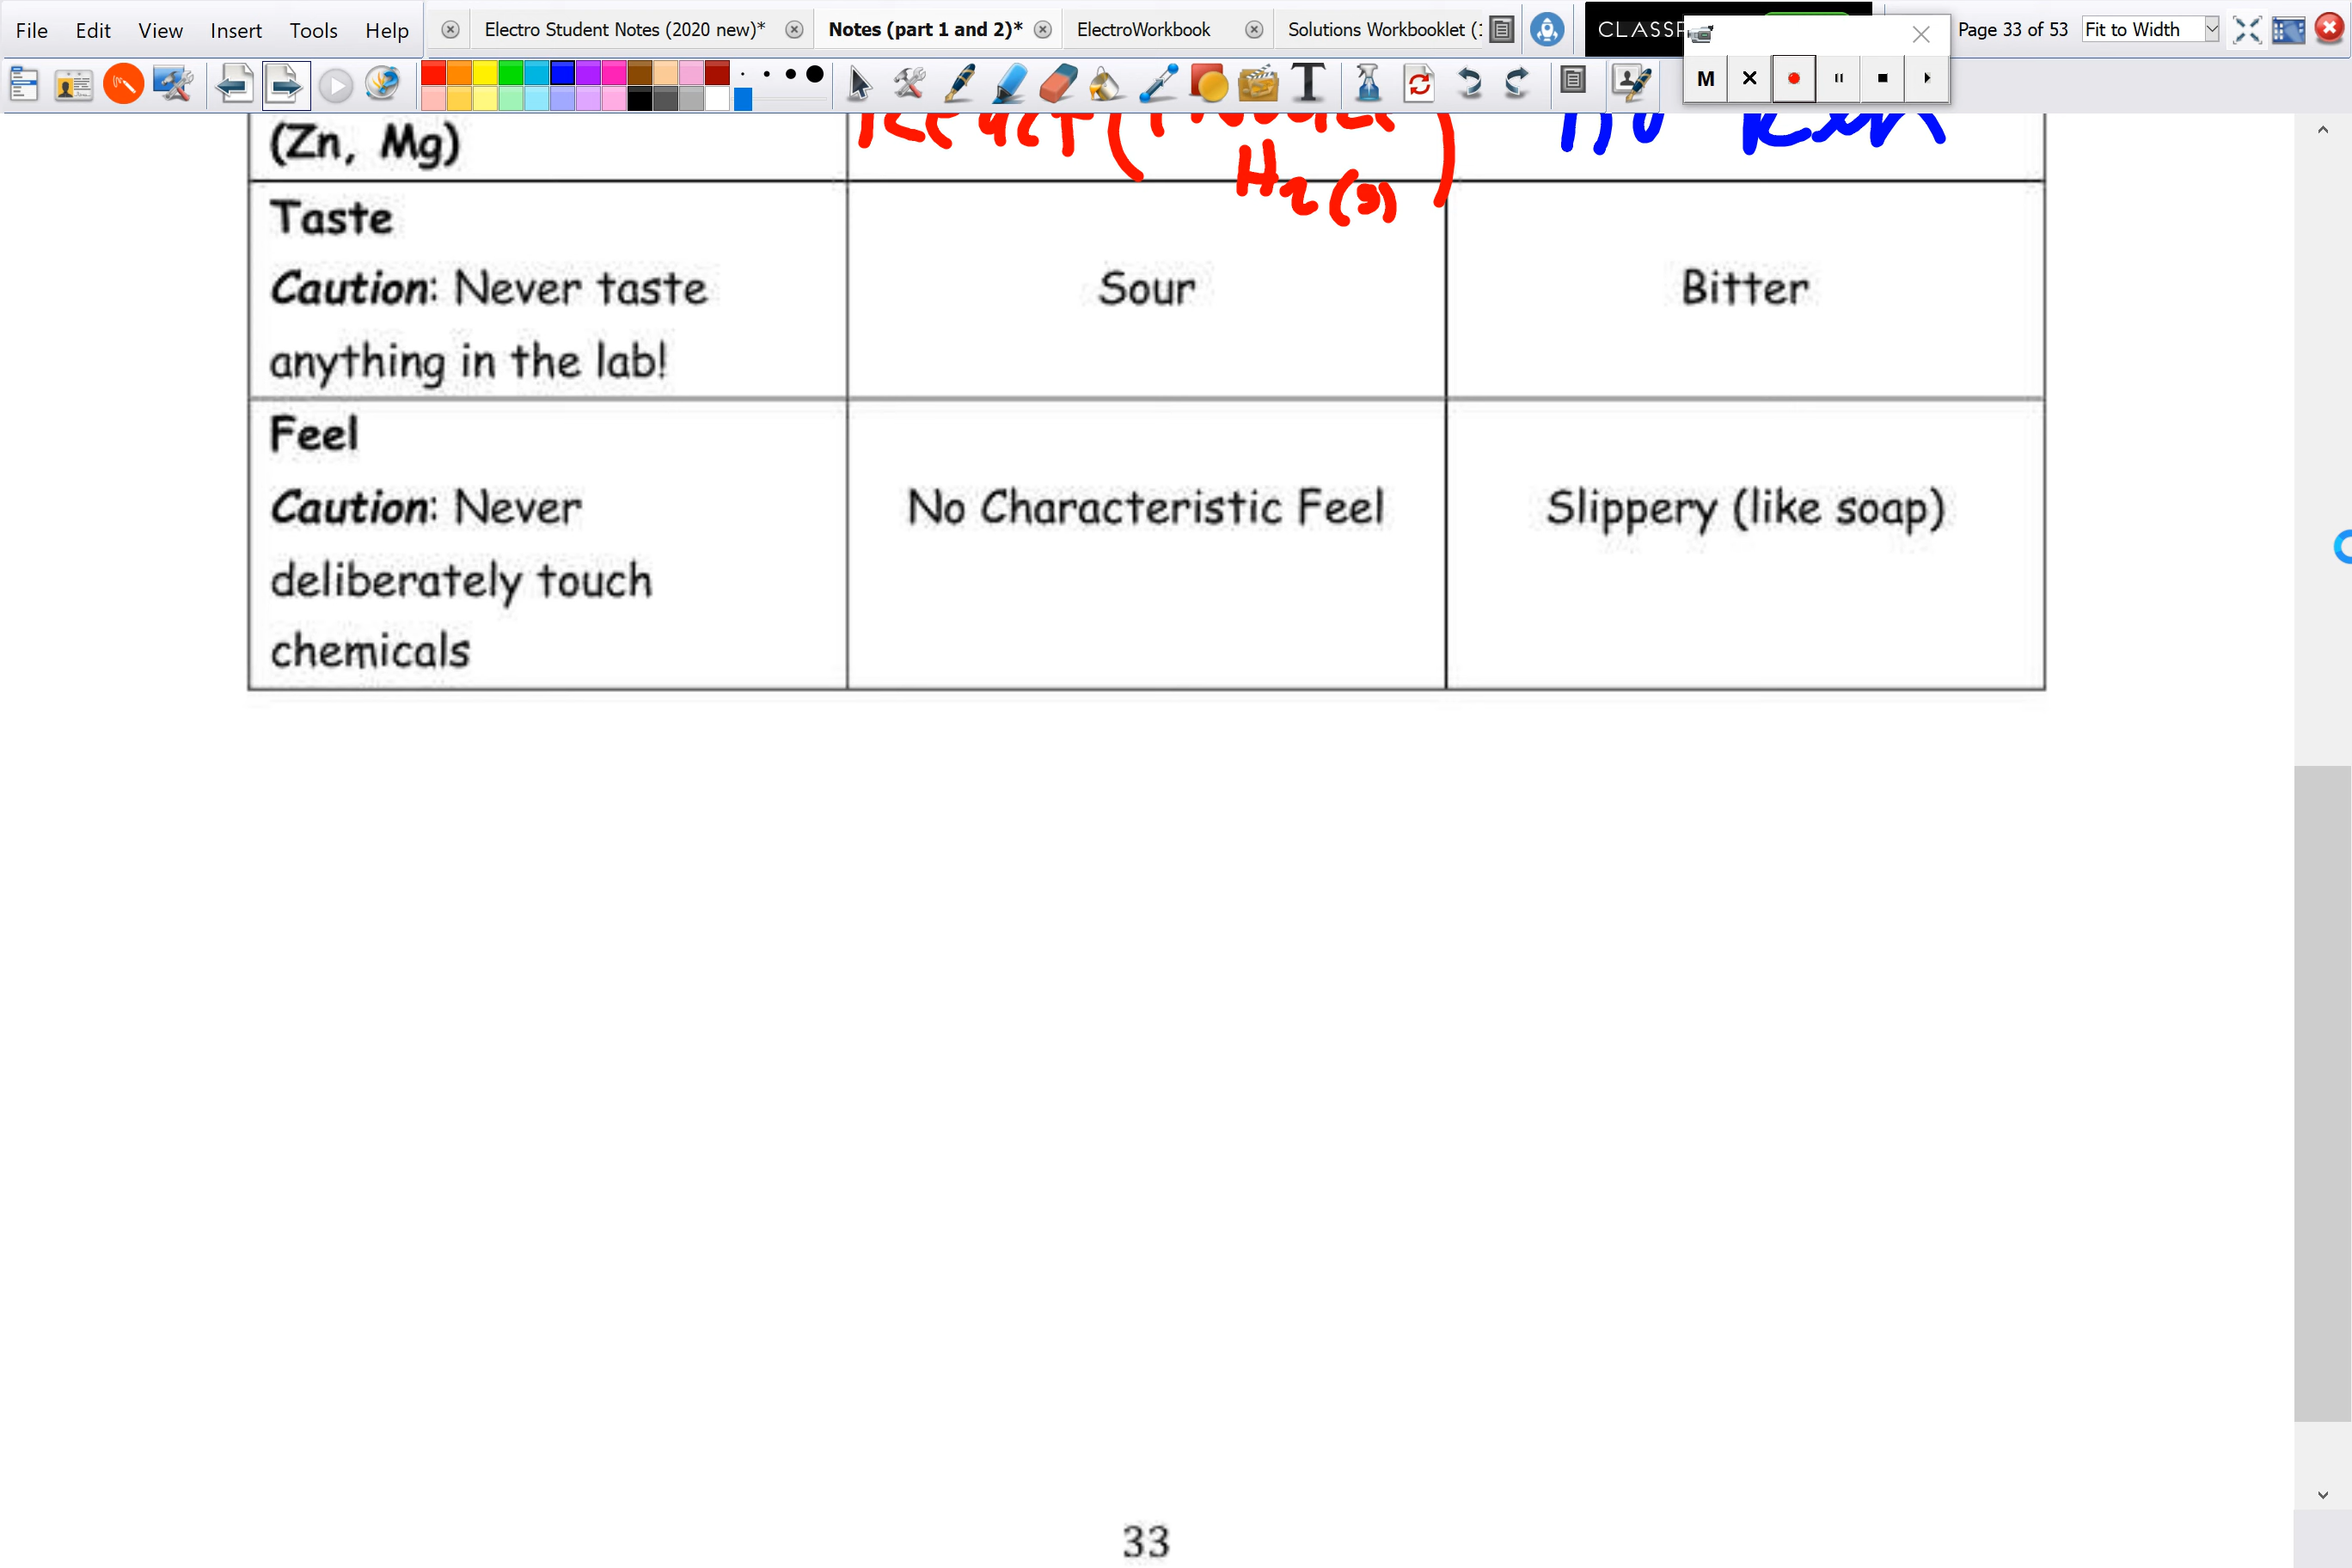 File Edit View Insert Tools Help
Electro Student Notes (2020 new)*
Notes (part 1 and 2)*
ElectroWorkbook
Solutions Workbooklet (
Page 33 of 53
Fit to Width
M
(Zn, Mg)
H2(g)
Taste
Caution: Never taste
anything in the lab!
Sour
Bitter
Feel
Caution: Never
deliberately touch
chemicals
No Characteristic Feel
Slippery (like soap)
33